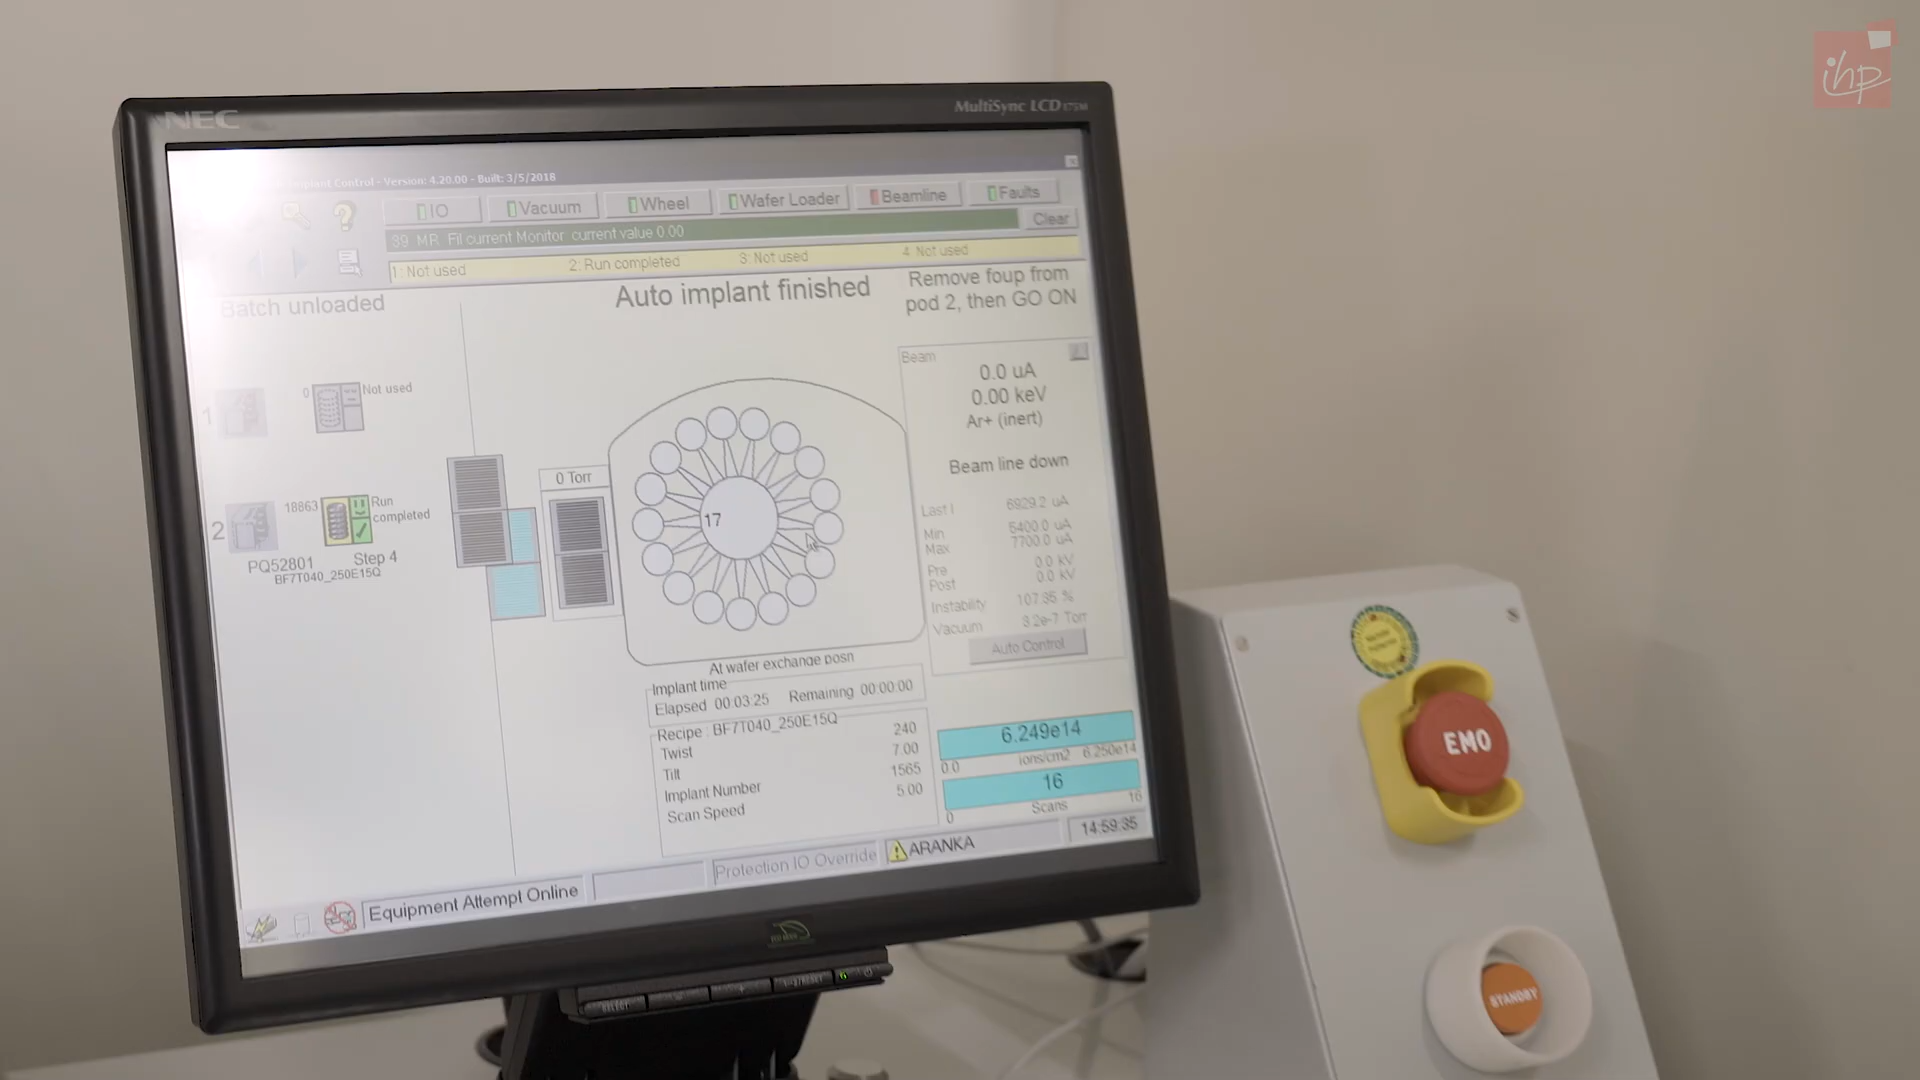 ihp
NEC
MultiSync LCD 175M
Implant Control - Version: 4.20.00 - Built: 3/5/2018
IO
Vacuum
Wheel
Wafer Loader
Beamline
Faults
39 MR Fil current Monitor current value 0.00
Clear
1: Not used
2: Run completed
3: Not used
4: Not used
Batch unloaded
Auto implant finished
Remove foup from
pod 2, then GO ON
1
0
Not used
2
18863
Run
completed
PQ52801
Step 4
BF7T040_250E15Q
0 Torr
17
At wafer exchange posn
Beam
0.0 uA
0.00 keV
Ar+ (inert)
Beam line down
Last I 6929.2 uA
Min 5400.0 uA
Max 7700.0 uA
Pre 0.0 kV
Post 0.0 kV
Instability 107.35 %
Vacuum 3.2e-7 Torr
Auto Control
Implant time
Elapsed 00:03:25 Remaining 00:00:00
Recipe : BF7T040_250E15Q
Twist 240
Tilt 7.00
Implant Number 1565
Scan Speed 5.00
6.249e14
0.0 ions/cm2 6.250e14
16
0 Scans 16
Equipment Attempt Online
Protection IO Override
ARANKA
14:59:35
ECO MODE
SELECT
EMO
STANDBY